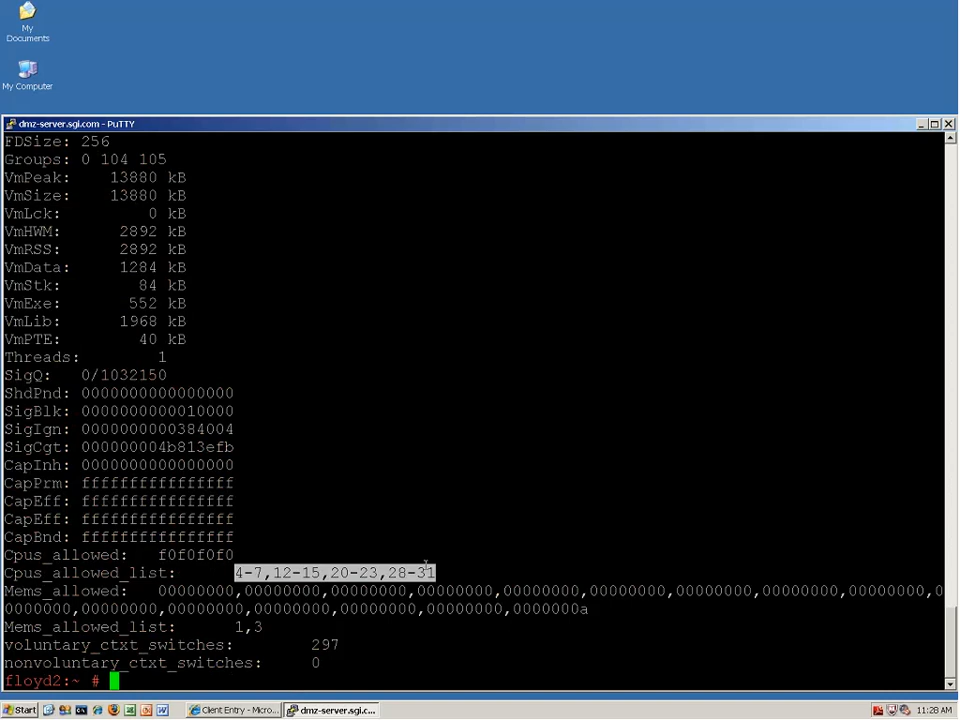 My
Documents
My Computer
dmz-server.sgi.com - PuTTY
FDSize: 256
Groups: 0 104 105
VmPeak:    13880 kB
VmSize:    13880 kB
VmLck:         0 kB
VmHWM:      2892 kB
VmRSS:      2892 kB
VmData:     1284 kB
VmStk:        84 kB
VmExe:       552 kB
VmLib:      1968 kB
VmPTE:        40 kB
Threads:        1
SigQ:   0/1032150
ShdPnd: 0000000000000000
SigBlk: 0000000000010000
SigIgn: 0000000000384004
SigCgt: 000000004b813efb
CapInh: 0000000000000000
CapPrm: ffffffffffffffff
CapEff: ffffffffffffffff
CapEff: ffffffffffffffff
CapBnd: ffffffffffffffff
Cpus_allowed:   f0f0f0f0
Cpus_allowed_list:      4-7,12-15,20-23,28-31
Mems_allowed:   00000000,00000000,00000000,00000000,00000000,00000000,00000000,00000000,00000000,0
0000000,00000000,00000000,00000000,00000000,00000000,0000000a
Mems_allowed_list:      1,3
voluntary_ctxt_switches:        297
nonvoluntary_ctxt_switches:     0
floyd2:~ #
Start
Client Entry - Micro...
dmz-server.sgi.c...
11:28 AM